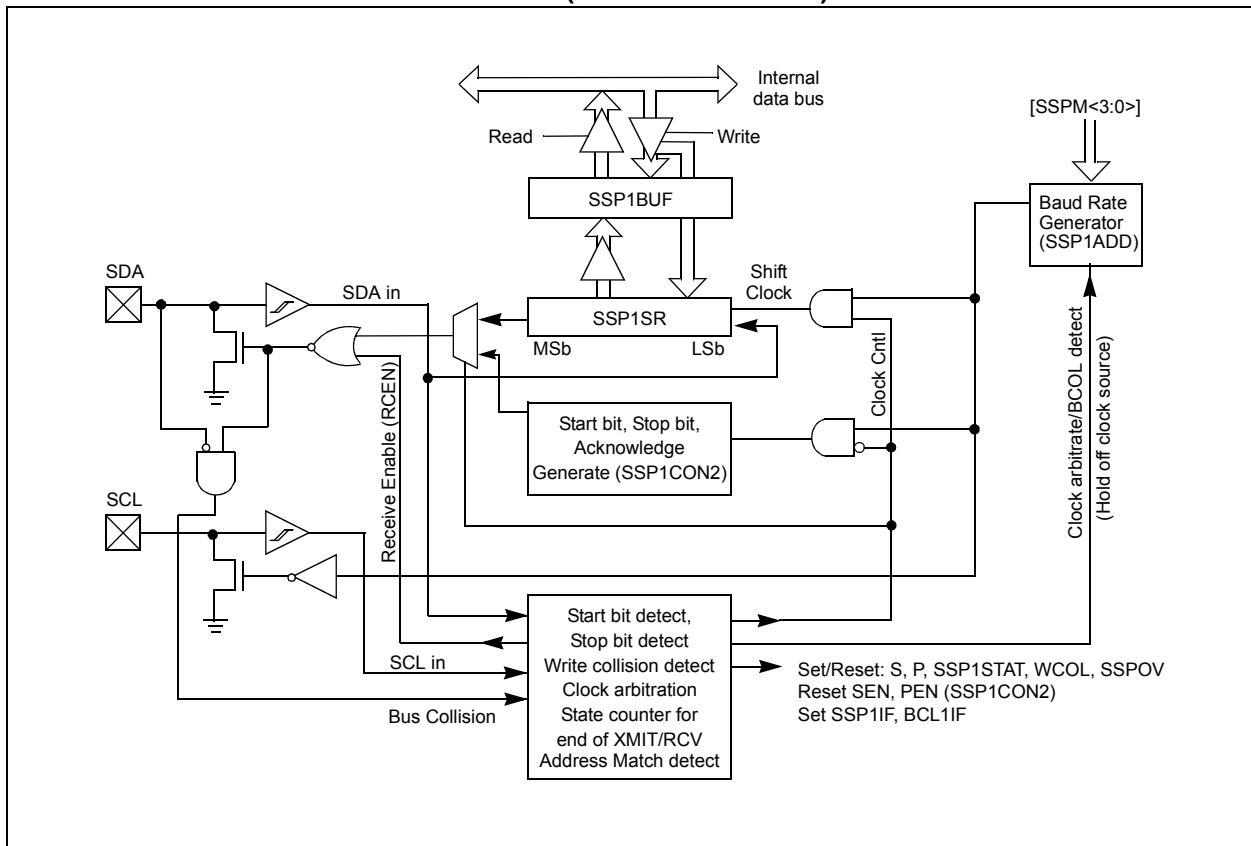 Internal
data bus
[SSPM<3:0>]
Read
Write
SSP1BUF
Baud Rate
Generator
(SSP1ADD)
SDA
SDA in
Shift
Clock
SSP1SR
MSb
LSb
Receive Enable (RCEN)
Clock Cntl
Clock arbitrate/BCOL detect
(Hold off clock source)
Start bit, Stop bit,
Acknowledge
Generate (SSP1CON2)
SCL
SCL in
Bus Collision
Start bit detect,
Stop bit detect
Write collision detect
Clock arbitration
State counter for
end of XMIT/RCV
Address Match detect
Set/Reset: S, P, SSP1STAT, WCOL, SSPOV
Reset SEN, PEN (SSP1CON2)
Set SSP1IF, BCL1IF